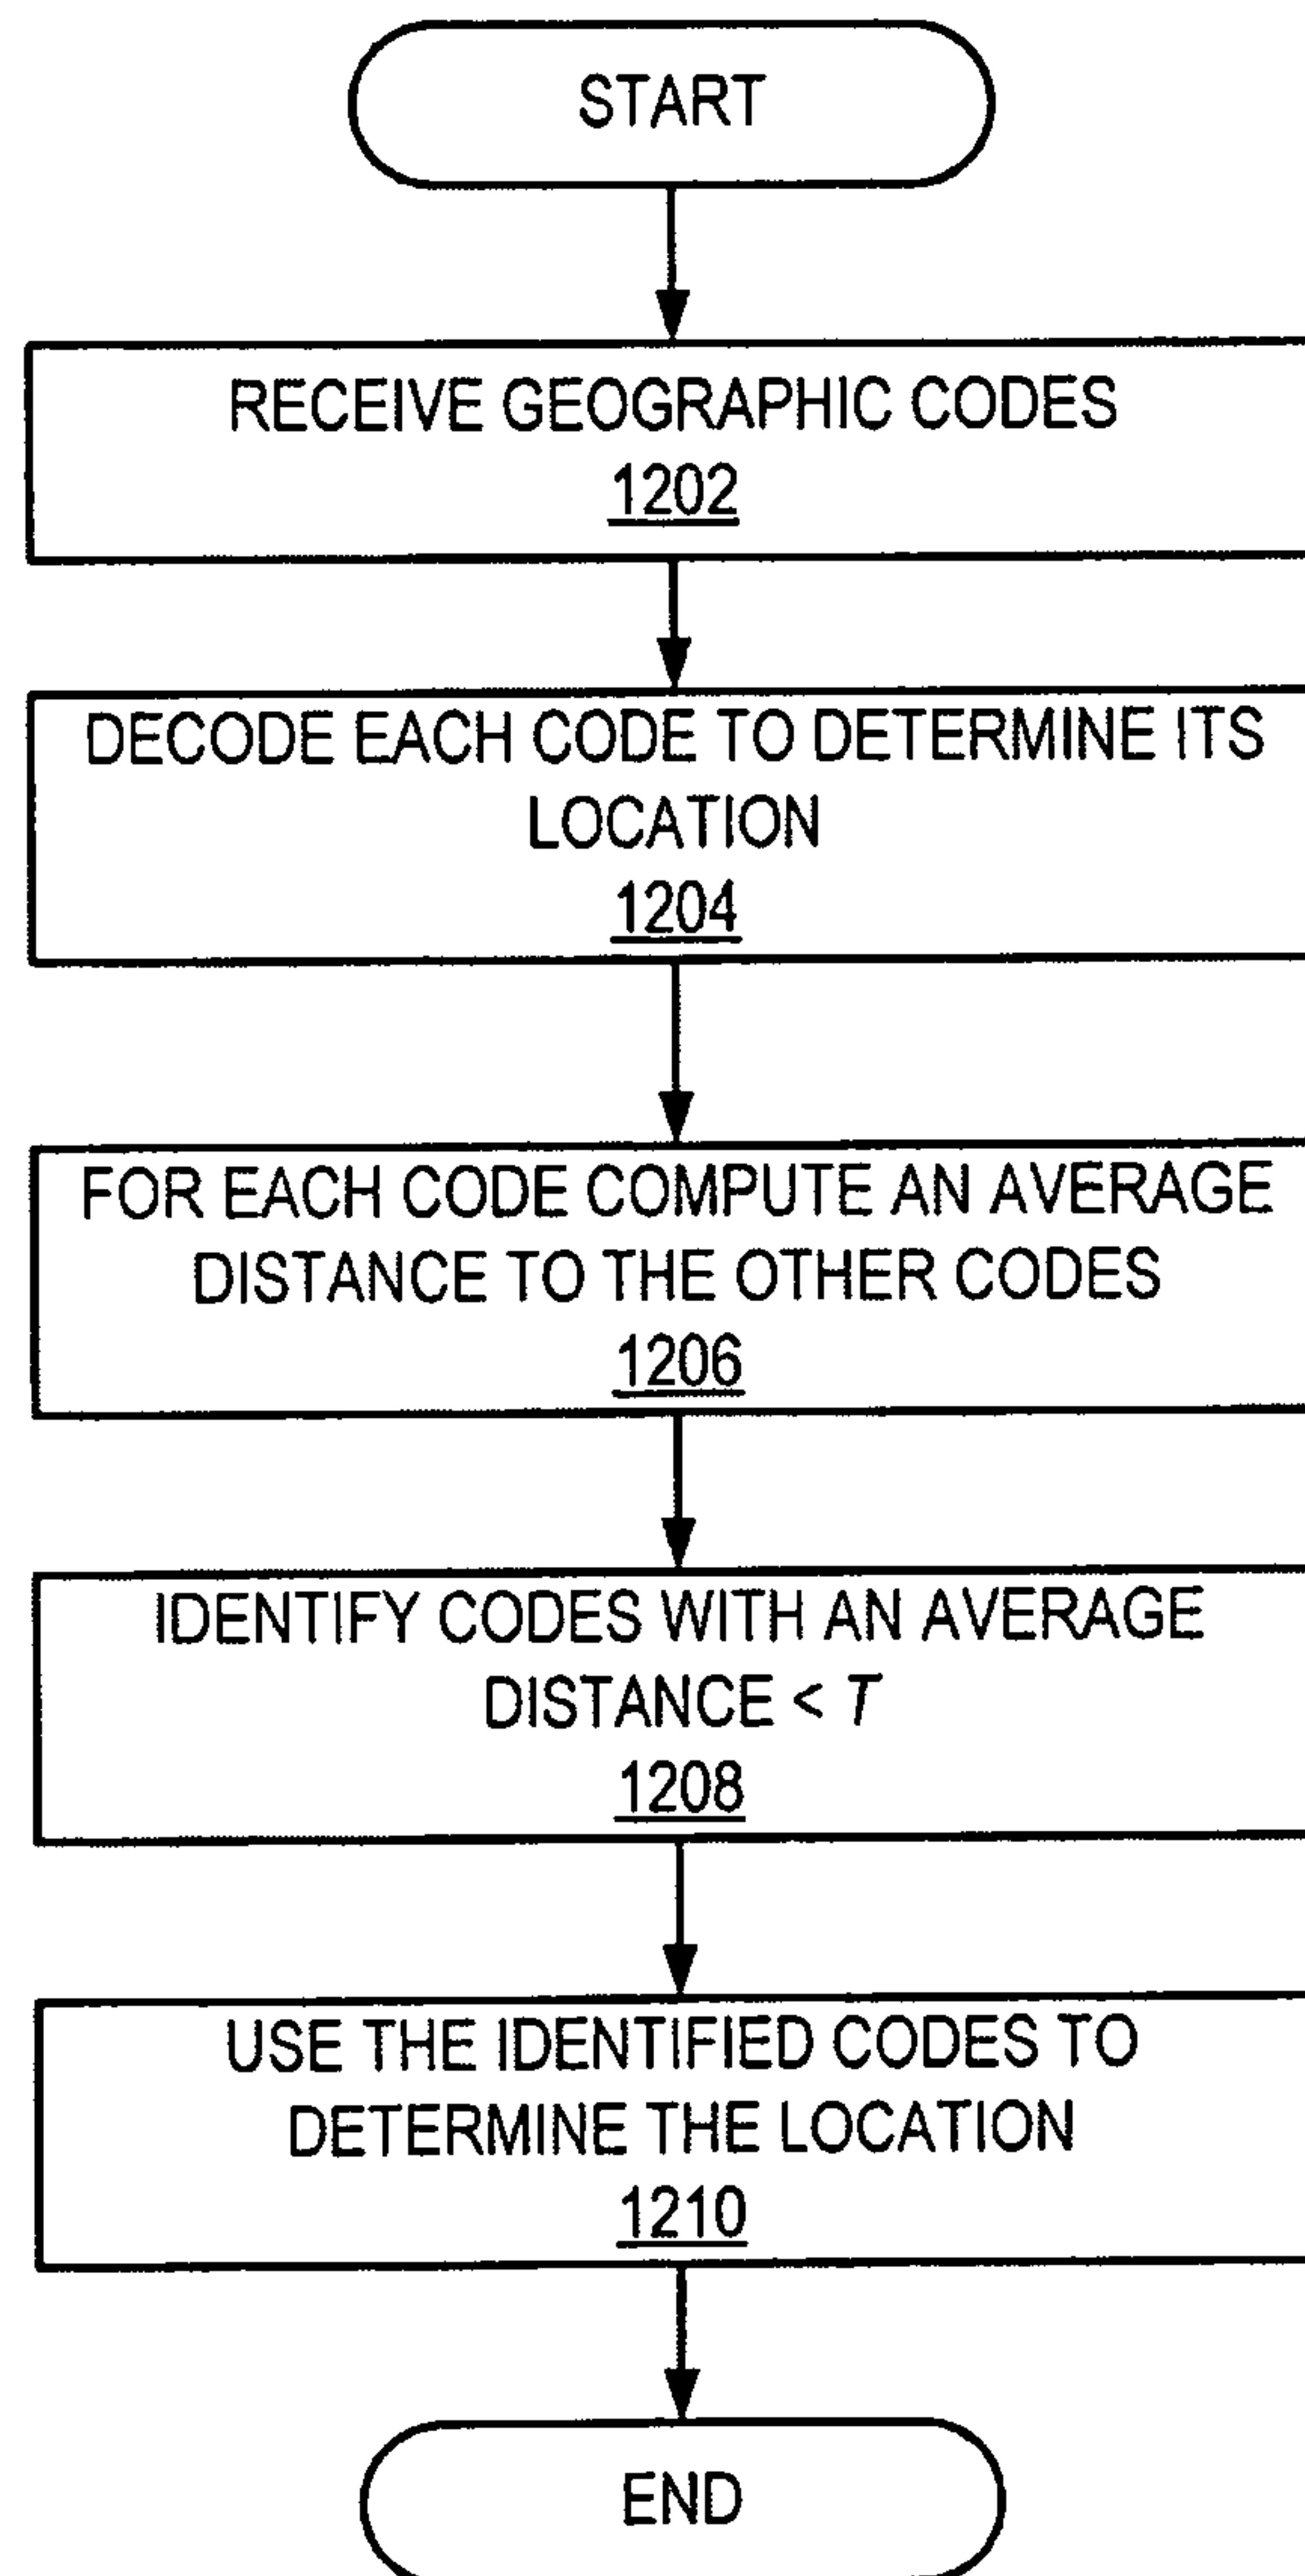 START
RECEIVE GEOGRAPHIC CODES
1202
DECODE EACH CODE TO DETERMINE ITS
LOCATION
1204
FOR EACH CODE COMPUTE AN AVERAGE
DISTANCE TO THE OTHER CODES
1206
IDENTIFY CODES WITH AN AVERAGE
DISTANCE < T
1208
USE THE IDENTIFIED CODES TO
DETERMINE THE LOCATION
1210
END